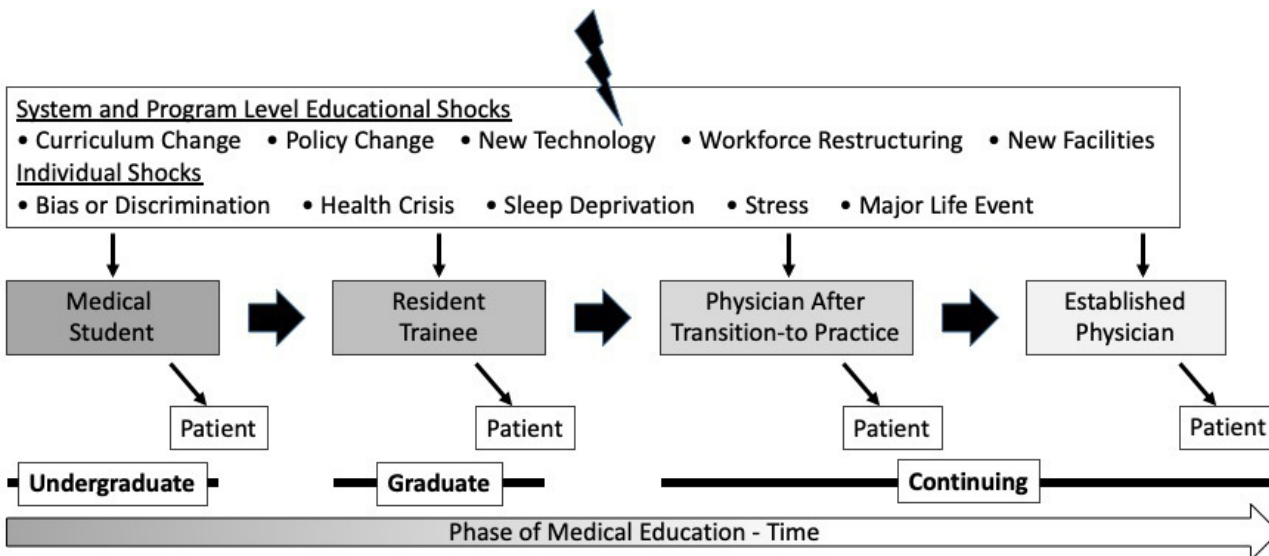 System and Program Level Educational Shocks
• Curriculum Change • Policy Change • New Technology • Workforce Restructuring • New Facilities
Individual Shocks
• Bias or Discrimination • Health Crisis • Sleep Deprivation • Stress • Major Life Event
Medical
Student
Resident
Trainee
Physician After
Transition-to Practice
Established
Physician
Patient
Patient
Patient
Patient
Undergraduate
Graduate
Continuing
Phase of Medical Education - Time